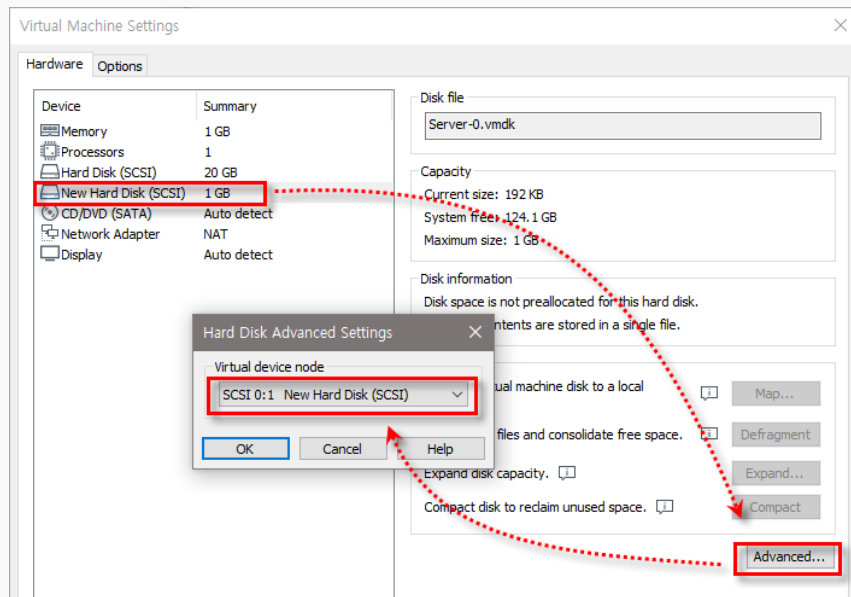 Virtual Machine Settings
Hardware Options
Device Summary
Memory 1 GB
Processors 1
Hard Disk (SCSI) 20 GB
New Hard Disk (SCSI) 1 GB
CD/DVD (SATA) Auto detect
Network Adapter NAT
Display Auto detect
Disk file
Server-0.vmdk
Capacity
Current size: 192 KB
System free: 124.1 GB
Maximum size: 1 GB
Disk information
Disk space is not preallocated for this hard disk.
are stored in a single file.
machine disk to a local
Map...
files and consolidate free space.
Defragment
Expand disk capacity.
Expand...
Compact disk to reclaim unused space.
Compact
Advanced...
Hard Disk Advanced Settings
Virtual device node
SCSI 0:1 New Hard Disk (SCSI)
OK Cancel Help